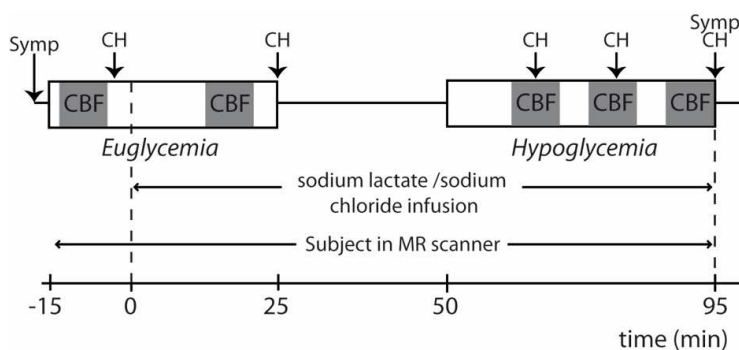 Symp CH CH CH CH Symp
CH
CBF CBF CBF CBF CBF
Euglycemia Hypoglycemia
sodium lactate /sodium
chloride infusion
Subject in MR scanner
-15 0 25 50 95
time (min)